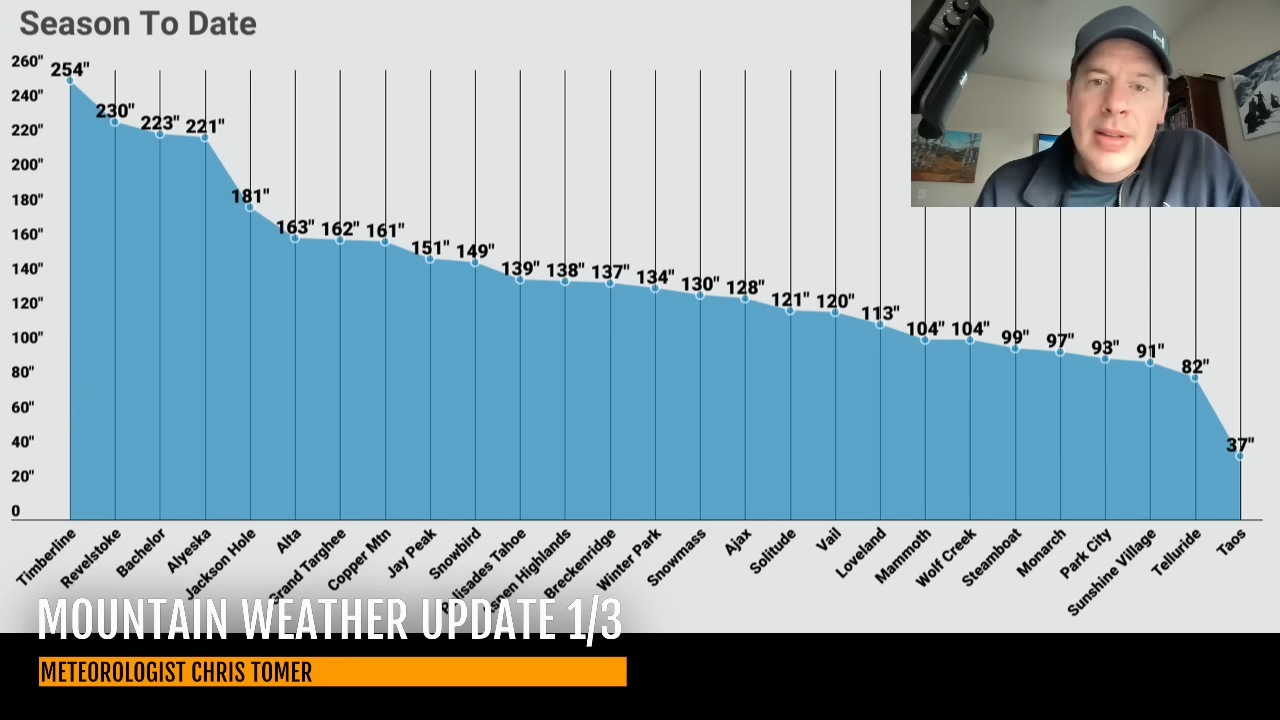 Season To Date
260"
240"
220"
200"
180"
160"
140"
120"
100"
80"
60"
40"
20"
0
254"
230"
223"
221"
181"
163"
162"
161"
151"
149"
139"
138"
137"
134"
130"
128"
121"
120"
113"
104"
104"
99"
97"
93"
91"
82"
37"
Timberline
Revelstoke
Bachelor
Alyeska
Jackson Hole
Alta
Grand Targhee
Copper Mtn
Jay Peak
Snowbird
Palisades Tahoe
Aspen Highlands
Breckenridge
Winter Park
Snowmass
Ajax
Solitude
Vail
Loveland
Mammoth
Wolf Creek
Steamboat
Monarch
Park City
Sunshine Village
Telluride
Taos
MOUNTAIN WEATHER UPDATE 1/3
METEOROLOGIST CHRIS TOMER